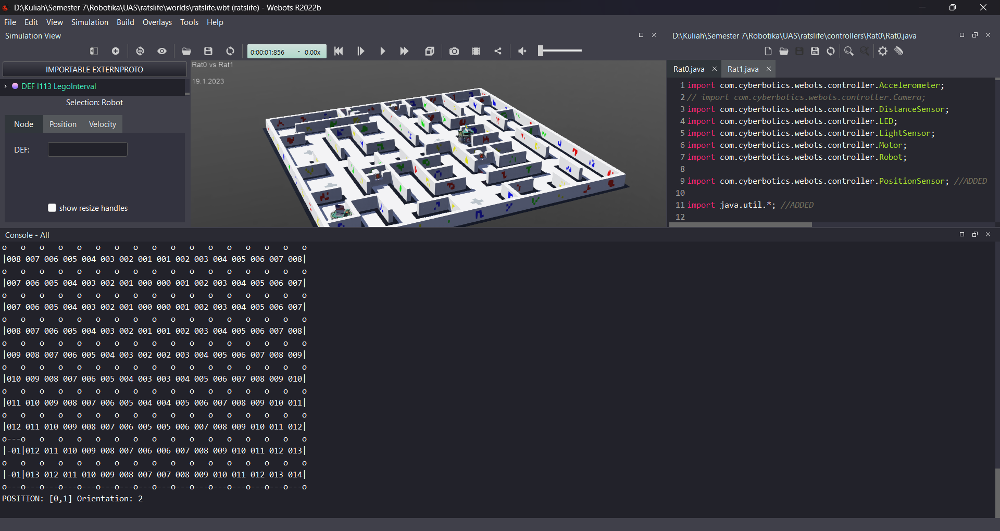 D:\Kuliah\Semester 7\Robotika\UAS\ratslife\worlds\ratslife.wbt (ratslife) - Webots R2022b
File Edit View Simulation Build Overlays Tools Help
Simulation View
D:\Kuliah\Semester 7\Robotika\UAS\ratslife\controllers\Rat0\Rat0.java
0:00:01:856 - 0.00x
IMPORTABLE EXTERNPROTO
DEF I113 LegoInterval
Selection: Robot
Node Position Velocity
DEF:
show resize handles
Rat0 vs Rat1
19.1.2023
Rat0.java Rat1.java
1 import com.cyberbotics.webots.controller.Accelerometer;
2 // import com.cyberbotics.webots.controller.Camera;
3 import com.cyberbotics.webots.controller.DistanceSensor;
4 import com.cyberbotics.webots.controller.LED;
5 import com.cyberbotics.webots.controller.LightSensor;
6 import com.cyberbotics.webots.controller.Motor;
7 import com.cyberbotics.webots.controller.Robot;
8
9 import com.cyberbotics.webots.controller.PositionSensor; //ADDED
10
11 import java.util.*; //ADDED
12
Console - All
o   o   o   o   o   o   o   o   o   o   o   o   o   o   o   o   o
|008 007 006 005 004 003 002 001 001 002 003 004 005 006 007 008|
o   o   o   o   o   o   o   o   o   o   o   o   o   o   o   o   o
|007 006 005 004 003 002 001 000 000 001 002 003 004 005 006 007|
o   o   o   o   o   o   o   o   o   o   o   o   o   o   o   o   o
|007 006 005 004 003 002 001 000 000 001 002 003 004 005 006 007|
o   o   o   o   o   o   o   o   o   o   o   o   o   o   o   o   o
|008 007 006 005 004 003 002 001 001 002 003 004 005 006 007 008|
o   o   o   o   o   o   o   o   o   o   o   o   o   o   o   o   o
|009 008 007 006 005 004 003 002 002 003 004 005 006 007 008 009|
o   o   o   o   o   o   o   o   o   o   o   o   o   o   o   o   o
|010 009 008 007 006 005 004 003 003 004 005 006 007 008 009 010|
o   o   o   o   o   o   o   o   o   o   o   o   o   o   o   o   o
|011 010 009 008 007 006 005 004 004 005 006 007 008 009 010 011|
o   o   o   o   o   o   o   o   o   o   o   o   o   o   o   o   o
|012 011 010 009 008 007 006 005 005 006 007 008 009 010 011 012|
o---o   o   o   o   o   o   o   o   o   o   o   o   o   o   o   o
|-01|012 011 010 009 008 007 006 006 007 008 009 010 011 012 013|
o   o   o   o   o   o   o   o   o   o   o   o   o   o   o   o   o
|-01|013 012 011 010 009 008 007 007 008 009 010 011 012 013 014|
o---o---o---o---o---o---o---o---o---o---o---o---o---o---o---o---o
POSITION: [0,1] Orientation: 2